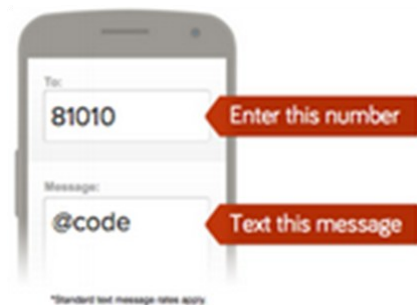 To:
81010
Enter this number
Message:
@code
Text this message
*Standard text message rates apply.